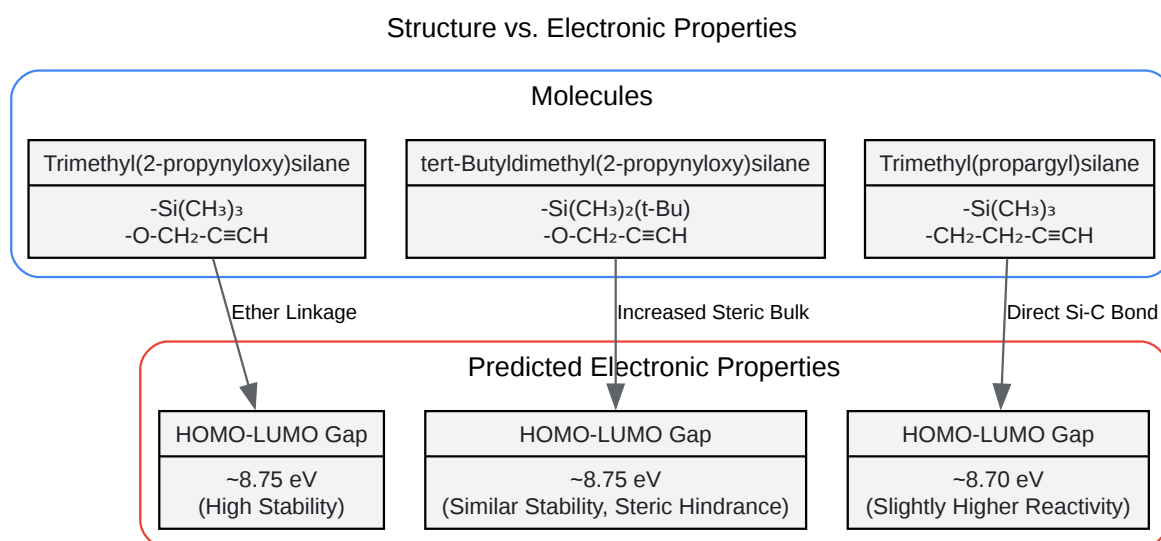 Structure vs. Electronic Properties
Molecules
Trimethyl(2-propynyloxy)silane
-Si(CH₃)₃
-O-CH₂-C≡CH
tert-Butyldimethyl(2-propynyloxy)silane
-Si(CH₃)₂(t-Bu)
-O-CH₂-C≡CH
Trimethyl(propargyl)silane
-Si(CH₃)₃
-CH₂-CH₂-C≡CH
Ether Linkage
Increased Steric Bulk
Direct Si-C Bond
Predicted Electronic Properties
HOMO-LUMO Gap
~8.75 eV
(High Stability)
HOMO-LUMO Gap
~8.75 eV
(Similar Stability, Steric Hindrance)
HOMO-LUMO Gap
~8.70 eV
(Slightly Higher Reactivity)